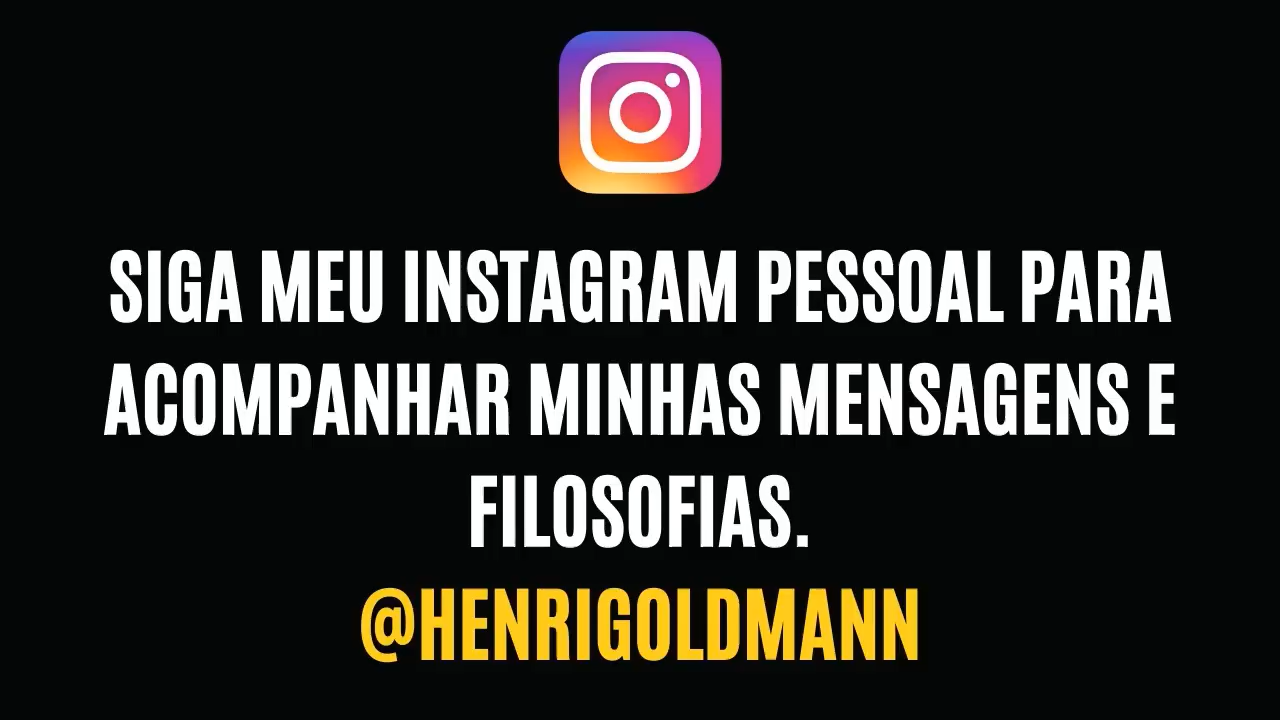 SIGA MEU INSTAGRAM PESSOAL PARA
ACOMPANHAR MINHAS MENSAGENS E
FILOSOFIAS.
@HENRIGOLDMANN